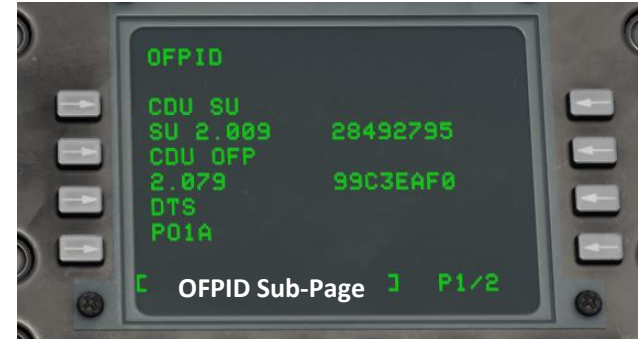 OFPID
CDU SU
SU 2.009 28492795
CDU OFP
2.079 99C3EAF0
DTS
P01A
[ OFPID Sub-Page ] P1/2